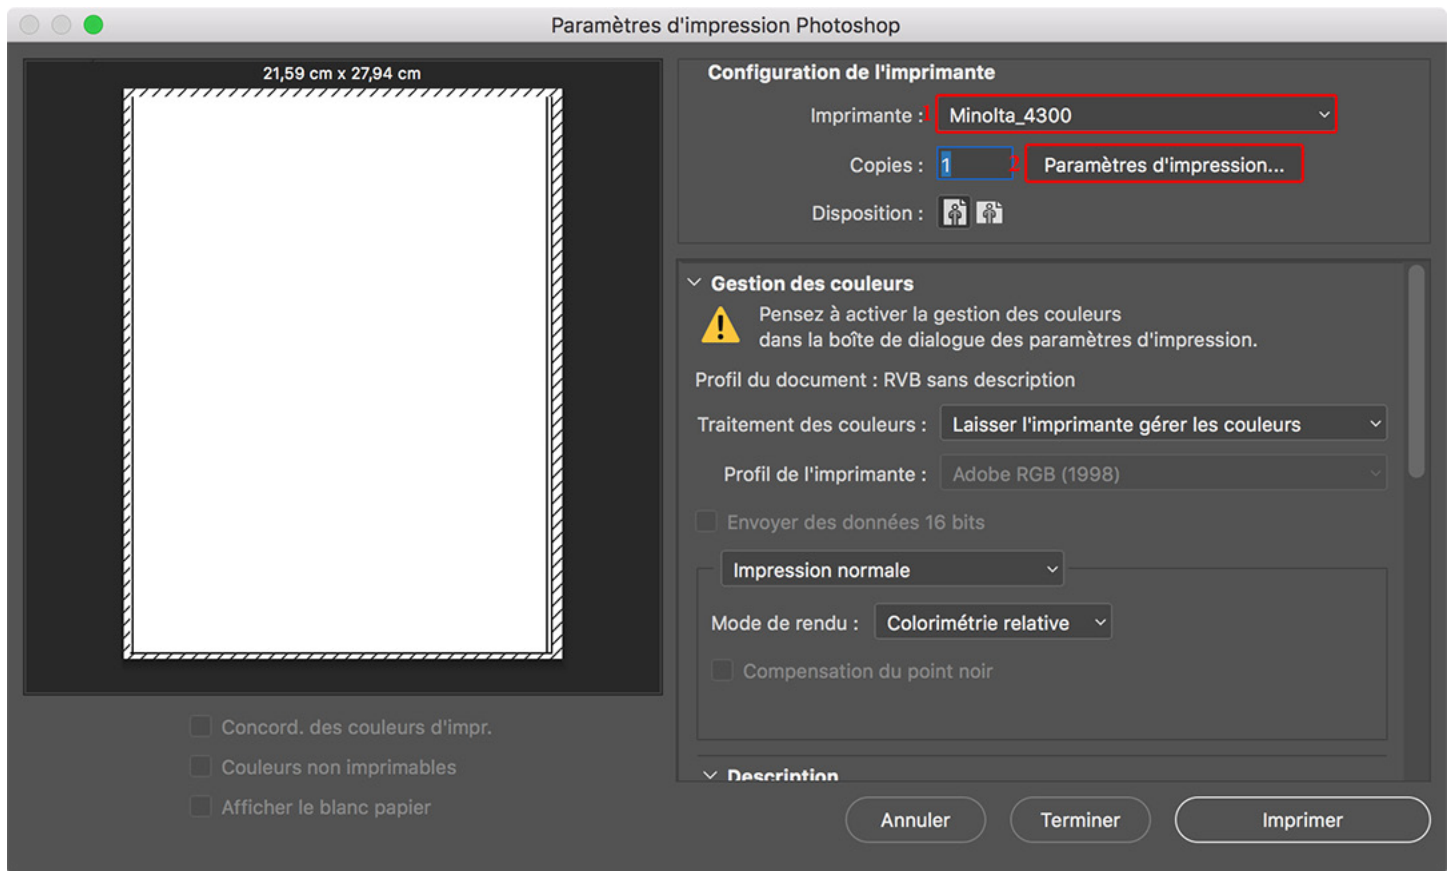 Paramètres d'impression Photoshop
21,59 cm x 27,94 cm
Configuration de l'imprimante
Imprimante : 1 Minolta_4300
Copies : 1 2 Paramètres d'impression...
Disposition :
Gestion des couleurs
Pensez à activer la gestion des couleurs
dans la boîte de dialogue des paramètres d'impression.
Profil du document : RVB sans description
Traitement des couleurs : Laisser l'imprimante gérer les couleurs
Profil de l'imprimante : Adobe RGB (1998)
Envoyer des données 16 bits
Impression normale
Mode de rendu : Colorimétrie relative
Compensation du point noir
Description
Concord. des couleurs d'impr.
Couleurs non imprimables
Afficher le blanc papier
Annuler Terminer Imprimer